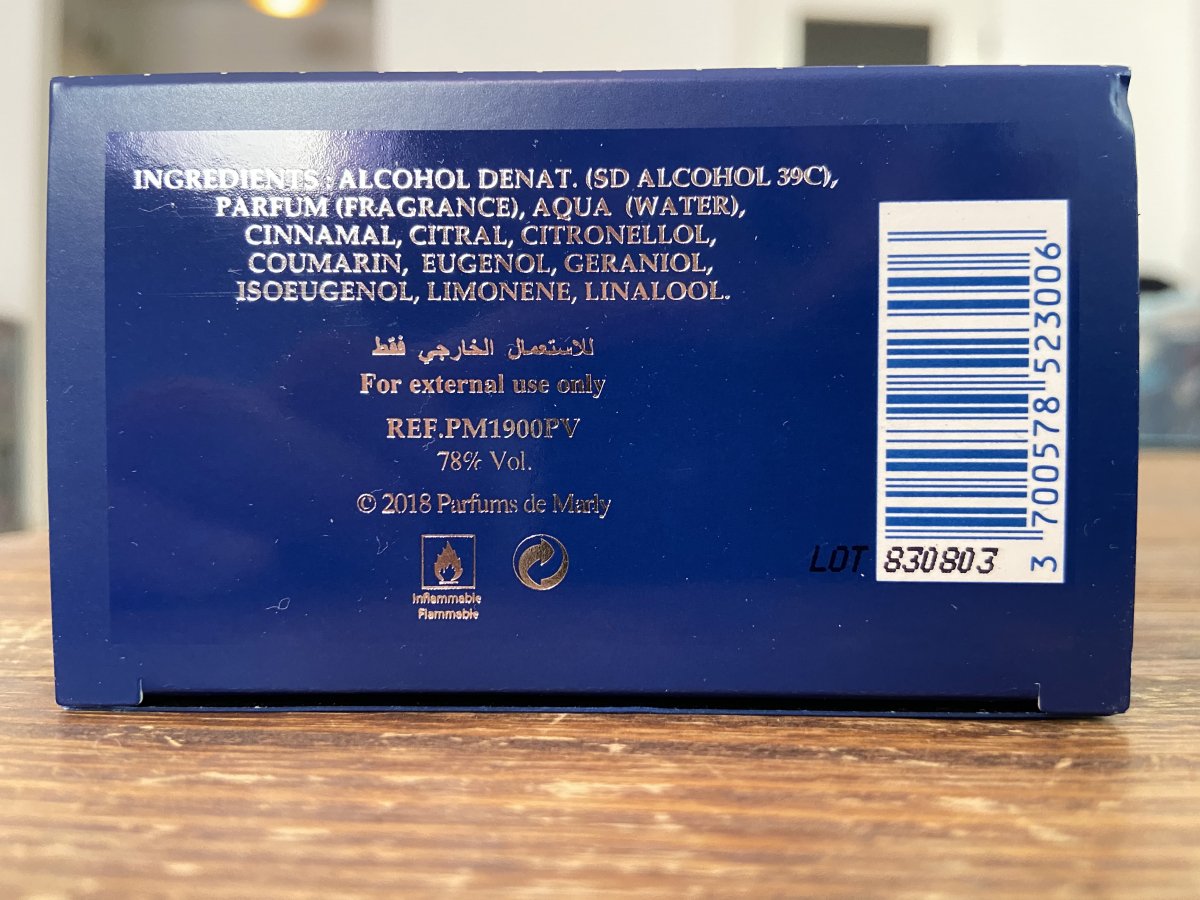 INGREDIENTS : ALCOHOL DENAT. (SD ALCOHOL 39C),
PARFUM (FRAGRANCE), AQUA (WATER),
CINNAMAL, CITRAL, CITRONELLOL,
COUMARIN, EUGENOL, GERANIOL,
ISOEUGENOL, LIMONENE, LINALOOL.
للاستعمال الخارجي فقط
For external use only
REF.PM1900PV
78% Vol.
© 2018 Parfums de Marly
Inflammable
Flammable
3 700578 523006
LOT 830803